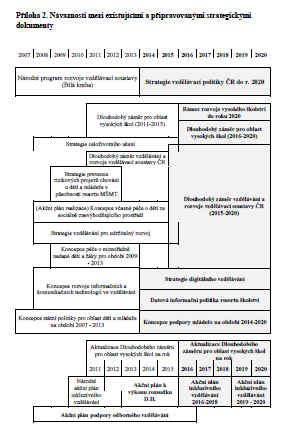 Příloha 2. Návaznosti mezi existujícími a připravovanými strategickými
dokumenty
2007 2008 2009 2010 2011 2012 2013 2014 2015 2016 2017 2018 2019 2020
Národní program rozvoje vzdělávací soustavy
(Bílá kniha)
Strategie vzdělávací politiky ČR do r. 2020
Dlouhodobý záměr pro oblast
vysokých škol (2011-2015)
Rámec rozvoje vysokého školství
do roku 2020
Dlouhodobý záměr pro oblast
vysokých škol (2016-2020)
Strategie celoživotního učení
Dlouhodobý záměr vzdělávání a
rozvoje vzdělávací soustavy ČR
Strategie prevence
rizikových projevů chování
u dětí a mládeže v
působnosti resortu MŠMT
Dlouhodobý záměr vzdělávání a
rozvoje vzdělávací soustavy ČR
(2015-2020)
(Akční plán realizace) Koncepce včasné péče o děti ze
sociálně znevýhodňujícího prostředí
Strategie vzdělávání pro udržitelný rozvoj
Koncepce péče o mimořádně
nadané děti a žáky pro období 2009
- 2013
Koncepce rozvoje informačních a
komunikačních technologií ve vzdělávání
Strategie digitálního vzdělávání
Datová informační politika resortu školství
Koncepce státní politiky pro oblast dětí a mládeže
na období 2007 - 2013
Koncepce podpory mládeže na období 2014-2020
Aktualizace Dlouhodobého záměru
pro oblast vysokých škol na rok
Aktualizace Dlouhodobého
záměru pro oblast vysokých škol
na rok
2011 2012 2013 2014 2015 2016 2017 2018 2019 2020
Národní
akční plán
inkluzivního
vzdělávání
Akční plán k
výkonu rozsudku
D.H.
Akční plán
inkluzivního
vzdělávání
2016-2018
Akční plán
inkluzivního
vzdělávání
2019 - 2020
Akční plán podpory odborného vzdělávání